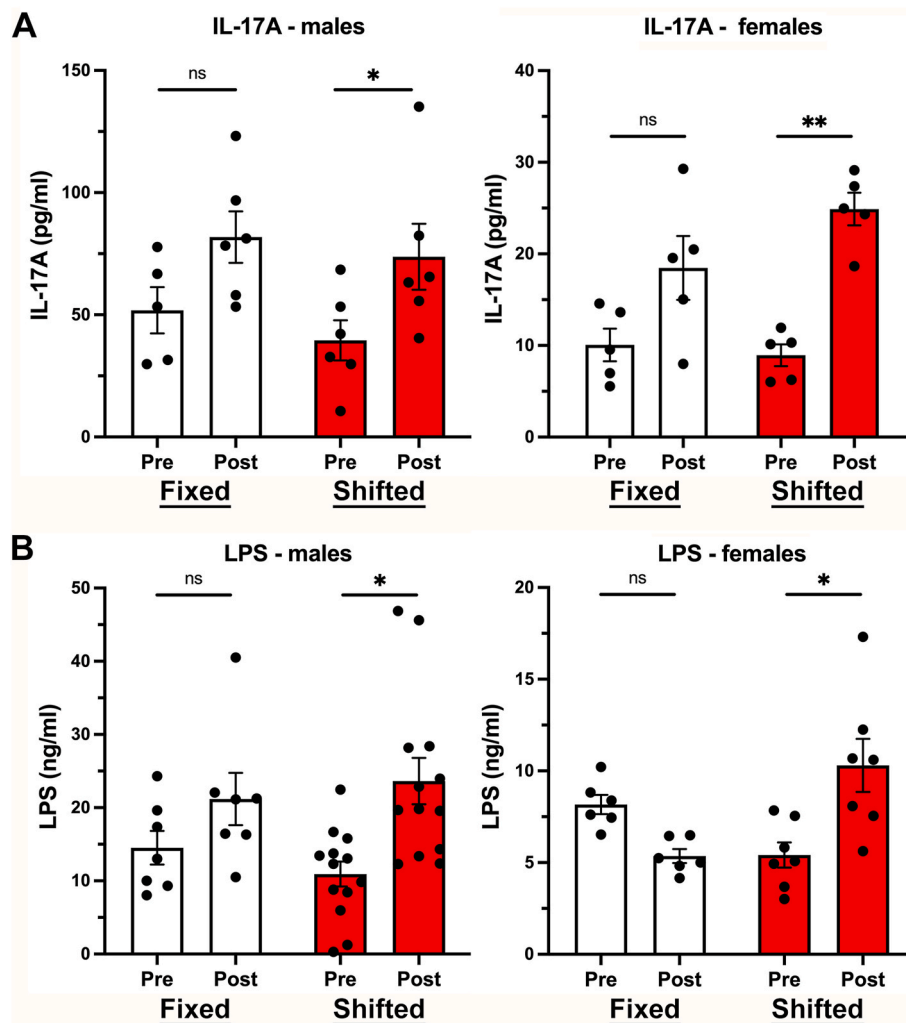 A
IL-17A - males
IL-17A - females
150
100
50
0
IL-17A (pg/ml)
ns
*
Pre
Post
Pre
Post
Fixed
Shifted
40
30
20
10
0
IL-17A (pg/ml)
ns
**
Pre
Post
Pre
Post
Fixed
Shifted
B
LPS - males
LPS - females
50
40
30
20
10
0
LPS (ng/ml)
ns
*
Pre
Post
Pre
Post
Fixed
Shifted
20
15
10
5
0
LPS (ng/ml)
ns
*
Pre
Post
Pre
Post
Fixed
Shifted